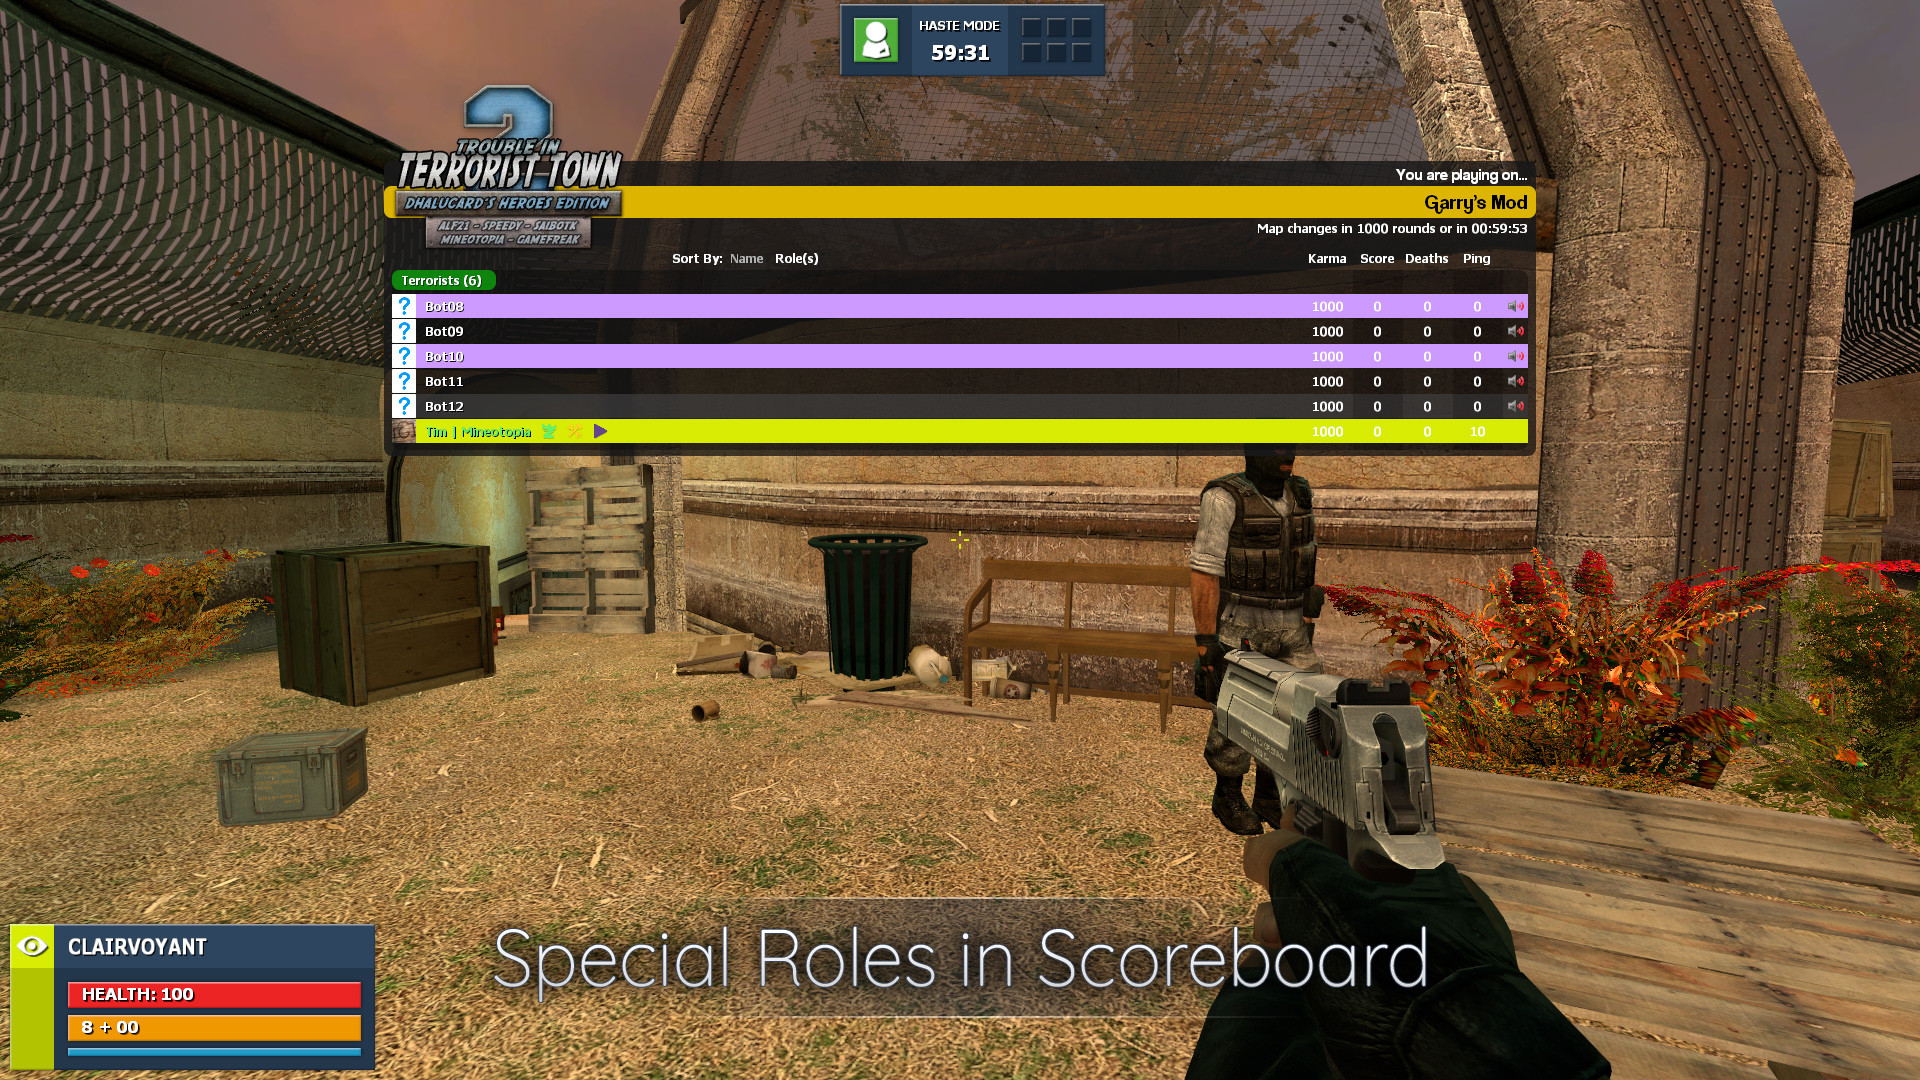 HASTE MODE
59:31
2
TROUBLE IN
TERRORIST TOWN
DHALUCARD'S HEROES EDITION
ALF21 - SPEEDY - SAIBOTK
MINEOTOPIA - GAMEFREAK
You are playing on...
Garry's Mod
Map changes in 1000 rounds or in 00:59:53
Sort By: Name Role(s) Karma Score Deaths Ping
Terrorists (6)
? Bot08 1000 0 0 0
? Bot09 1000 0 0 0
? Bot10 1000 0 0 0
? Bot11 1000 0 0 0
? Bot12 1000 0 0 0
Tim | Mineotopia 1000 0 0 10
CLAIRVOYANT
HEALTH: 100
8 + 00
Special Roles in Scoreboard